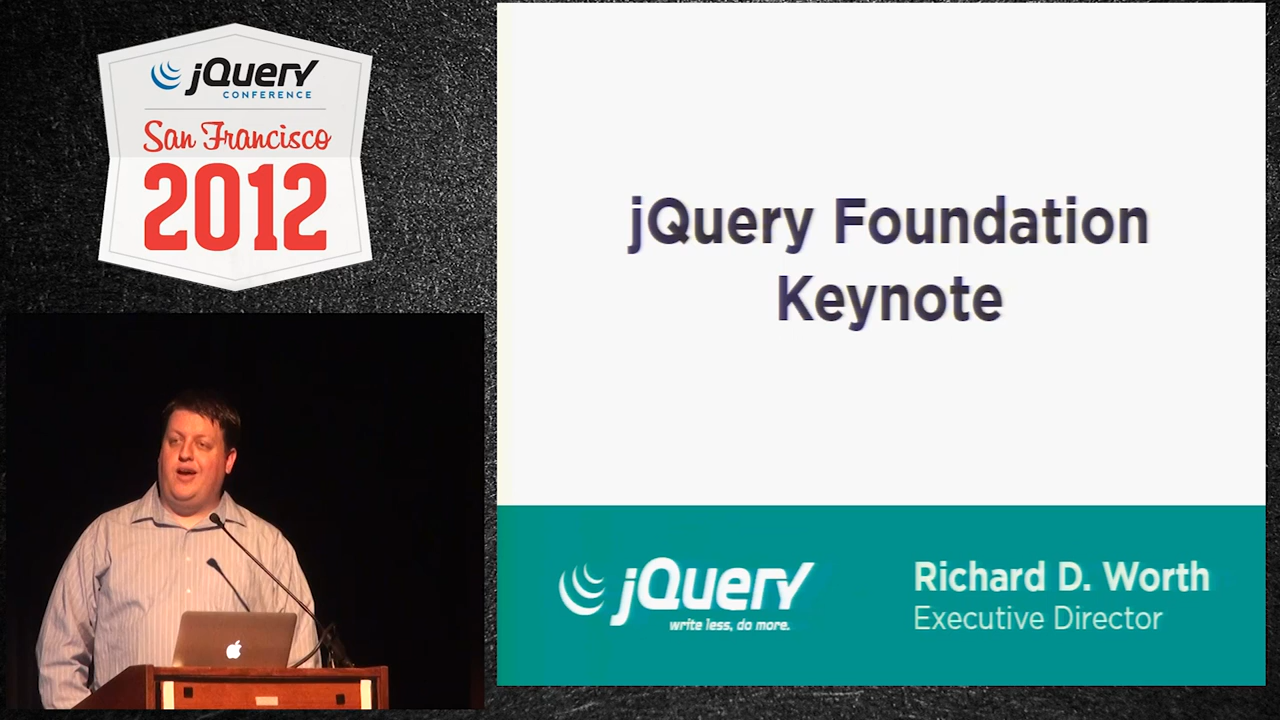 jQuery
CONFERENCE
San Francisco
2012
jQuery Foundation
Keynote
jQuery
write less, do more.
Richard D. Worth
Executive Director